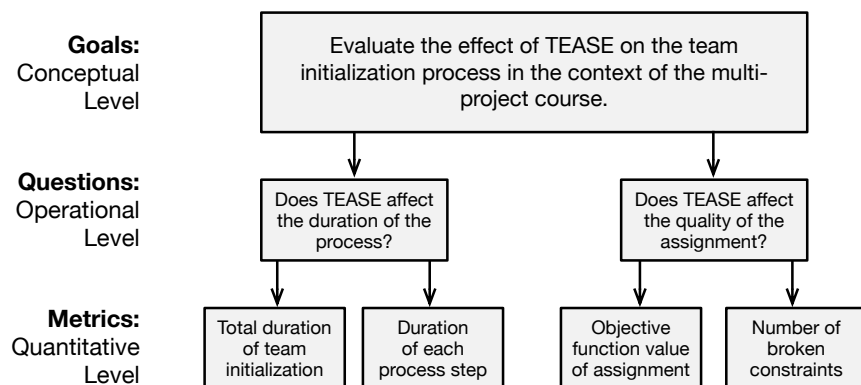 Goals:
Conceptual
Level
Evaluate the effect of TEASE on the team
initialization process in the context of the multi-
project course.
Questions:
Operational
Level
Does TEASE affect
the duration of the
process?
Does TEASE affect
the quality of the
assignment?
Metrics:
Quantitative
Level
Total duration
of team
initialization
Duration
of each
process step
Objective
function value
of assignment
Number of
broken
constraints